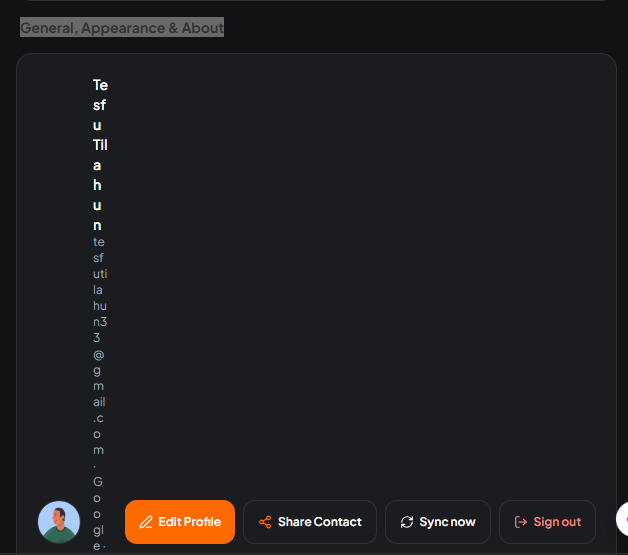 General, Appearance & About
Te
sf
u
Til
a
h
u
n
te
sf
uti
la
hu
n3
3
@
g
m
ail
.c
o
m
·
G
o
o
gl
e ·
Edit Profile
Share Contact
Sync now
Sign out